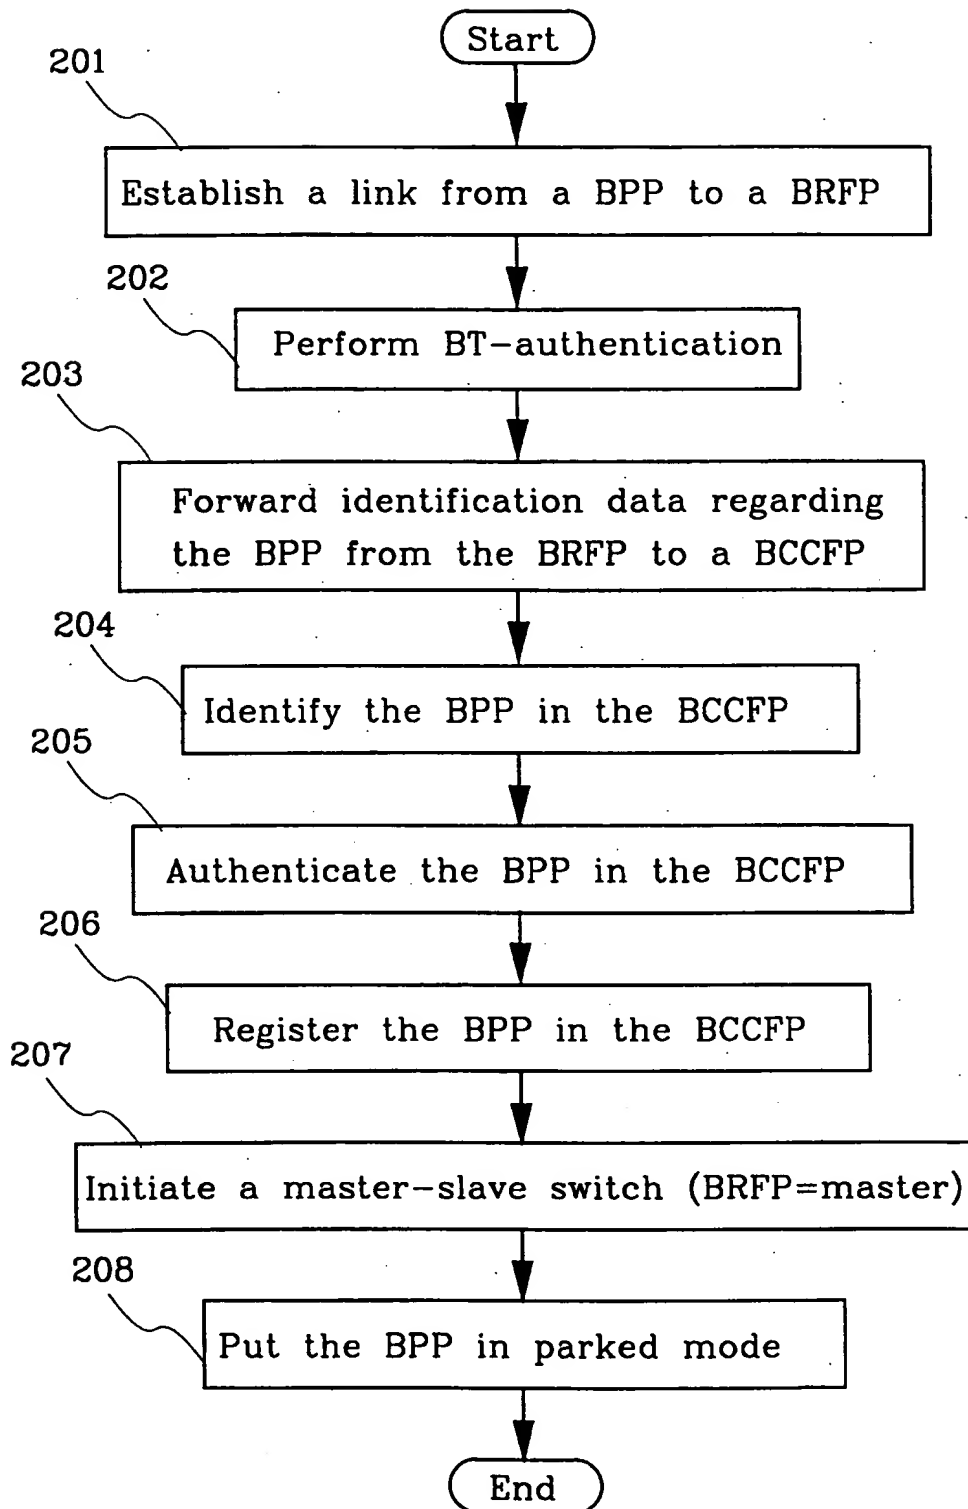 Start
201
Establish a link from a BPP to a BRFP
202
Perform BT-authentication
203
Forward identification data regarding
the BPP from the BRFP to a BCCFP
204
Identify the BPP in the BCCFP
205
Authenticate the BPP in the BCCFP
206
Register the BPP in the BCCFP
207
Initiate a master-slave switch (BRFP=master)
208
Put the BPP in parked mode
End